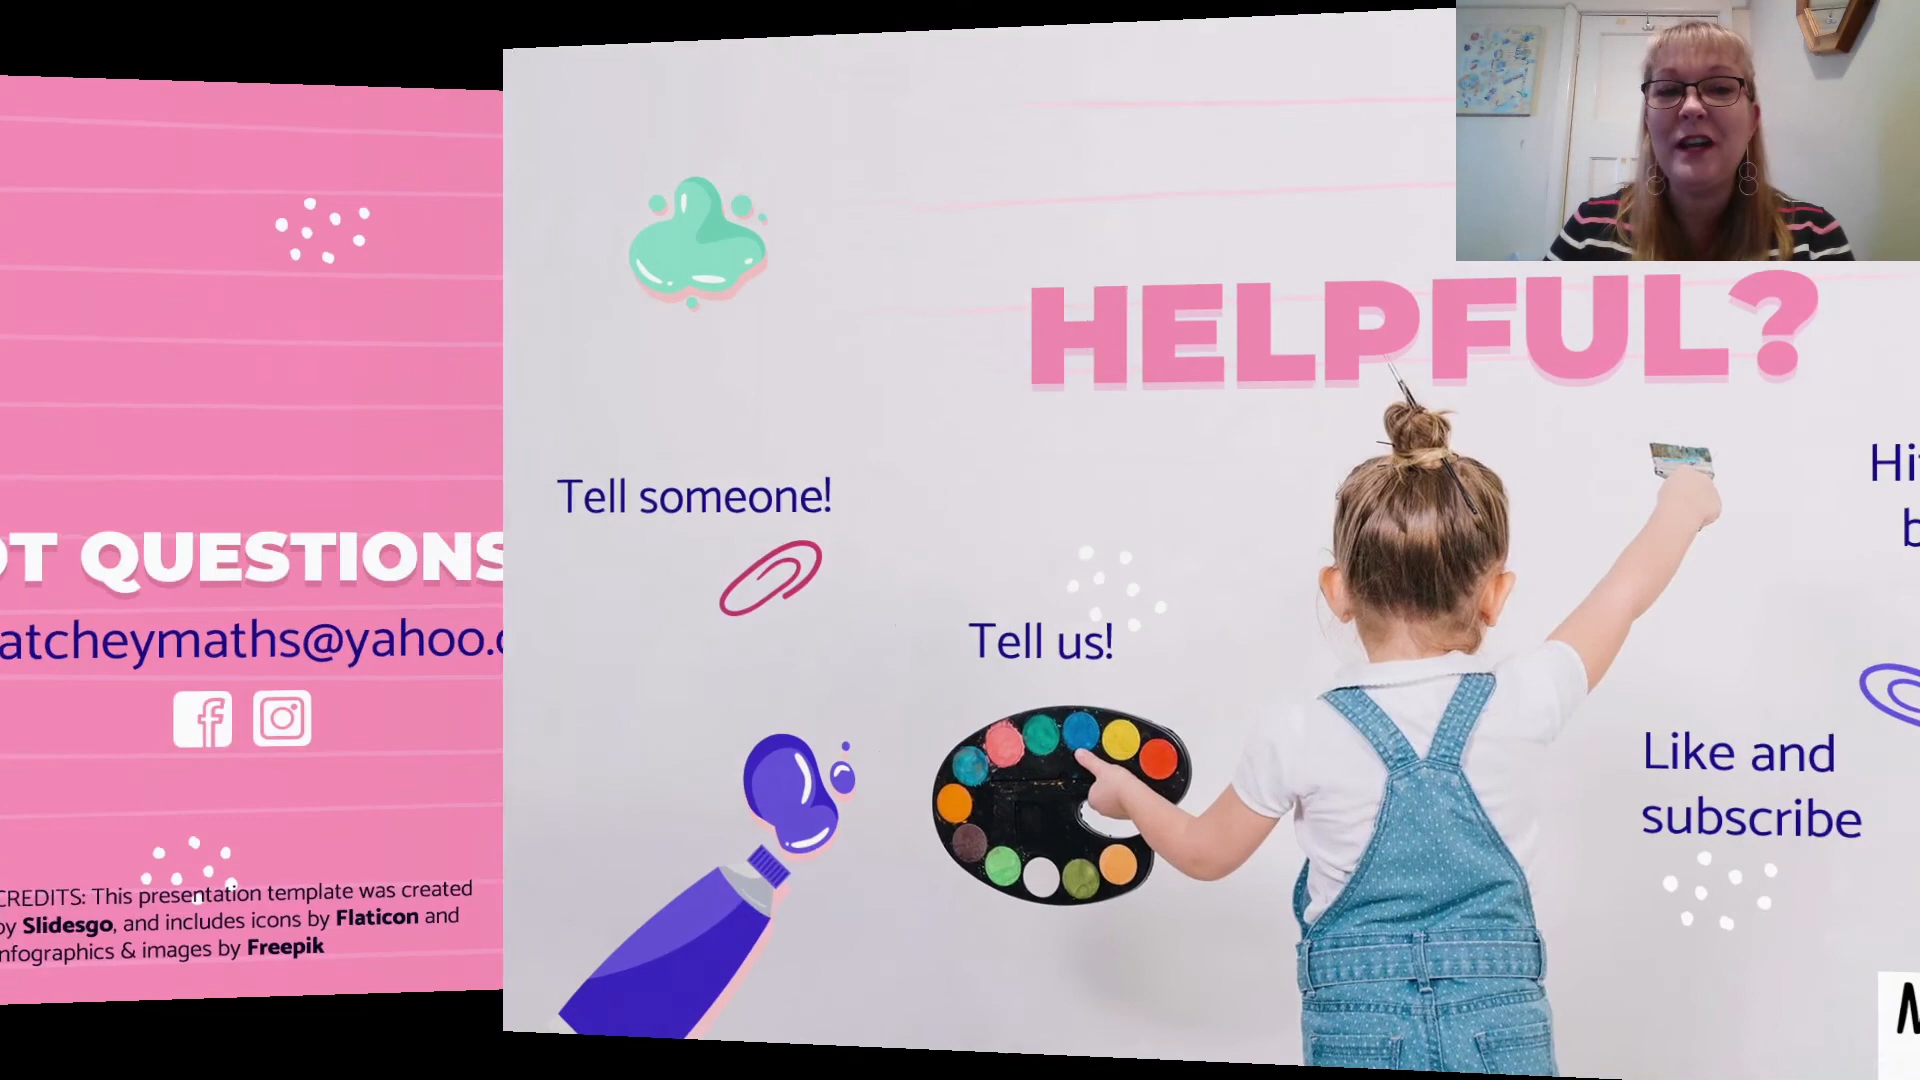 QUESTIONS
atcheymaths@yahoo.
CREDITS: This presentation template was created
by Slidesgo, and includes icons by Flaticon and
infographics & images by Freepik
HELPFUL?
Tell someone!
Tell us!
Like and
subscribe